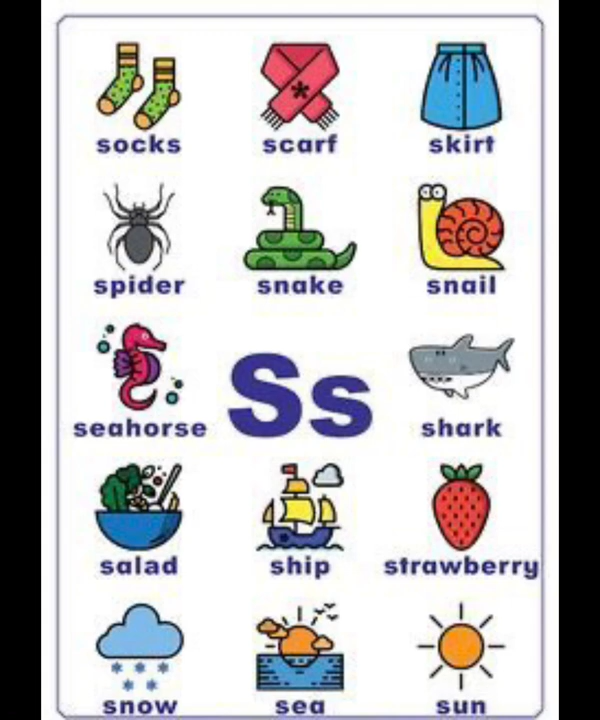 socks scarf skirt
spider snake snail
Ss
seahorse shark
salad ship strawberry
snow sea sun